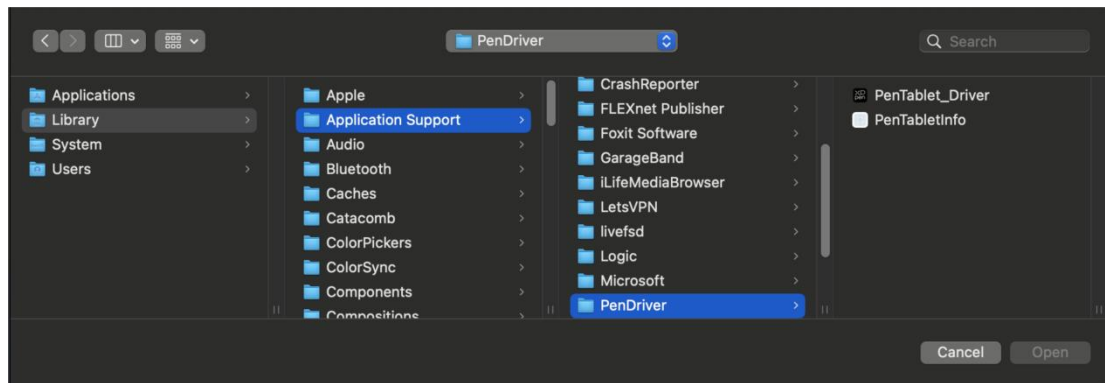 PenDriver
Search
Applications
Library
System
Users
Apple
Application Support
Audio
Bluetooth
Caches
Catacomb
ColorPickers
ColorSync
Components
Compositions
CrashReporter
FLEXnet Publisher
Foxit Software
GarageBand
iLifeMediaBrowser
LetsVPN
livefsd
Logic
Microsoft
PenDriver
PenTablet_Driver
PenTabletInfo
Cancel
Open